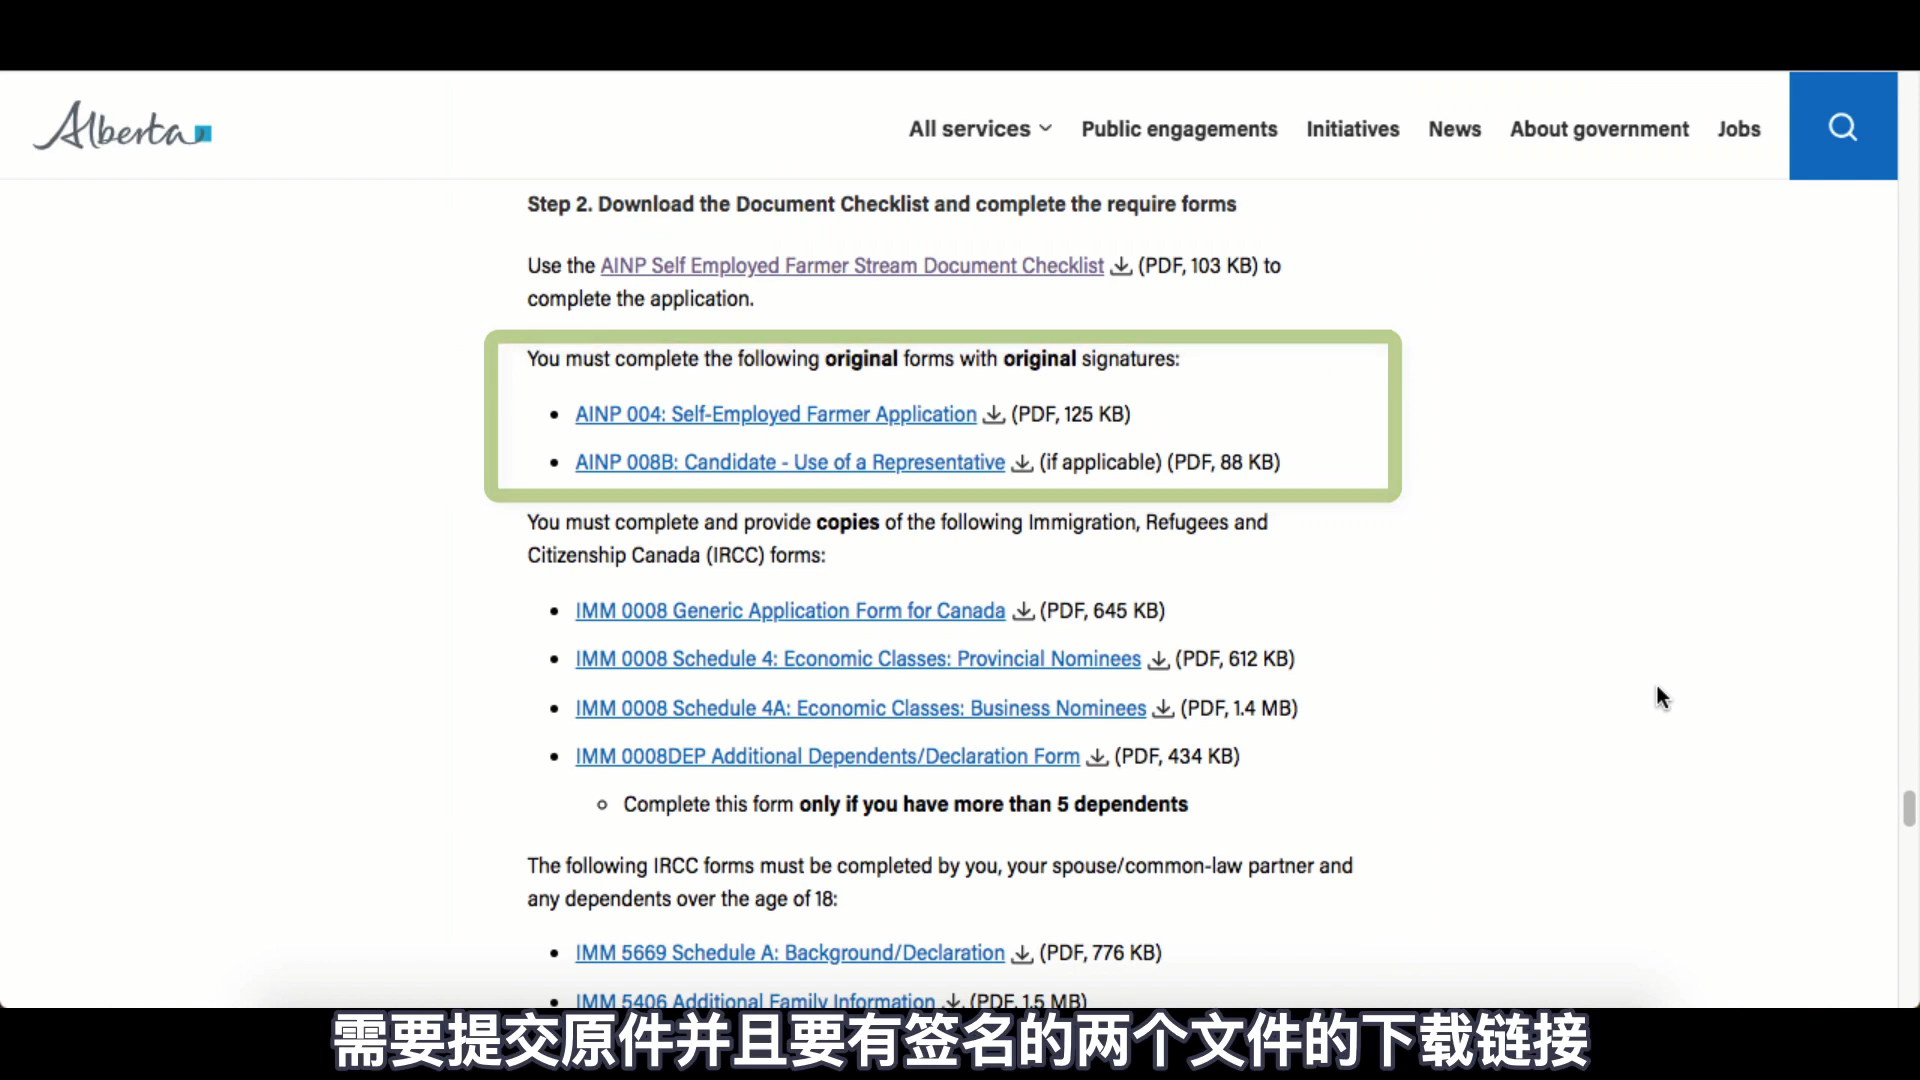 Alberta
All services Public engagements Initiatives News About government Jobs
Step 2. Download the Document Checklist and complete the require forms
Use the AINP Self Employed Farmer Stream Document Checklist (PDF, 103 KB) to
complete the application.
You must complete the following original forms with original signatures:
• AINP 004: Self-Employed Farmer Application (PDF, 125 KB)
• AINP 008B: Candidate - Use of a Representative (if applicable) (PDF, 88 KB)
You must complete and provide copies of the following Immigration, Refugees and
Citizenship Canada (IRCC) forms:
• IMM 0008 Generic Application Form for Canada (PDF, 645 KB)
• IMM 0008 Schedule 4: Economic Classes: Provincial Nominees (PDF, 612 KB)
• IMM 0008 Schedule 4A: Economic Classes: Business Nominees (PDF, 1.4 MB)
• IMM 0008DEP Additional Dependents/Declaration Form (PDF, 434 KB)
○ Complete this form only if you have more than 5 dependents
The following IRCC forms must be completed by you, your spouse/common-law partner and
any dependents over the age of 18:
• IMM 5669 Schedule A: Background/Declaration (PDF, 776 KB)
• IMM 5406 Additional Family Information (PDF, 1.5 MB)
需要提交原件并且要有签名的两个文件的下载链接